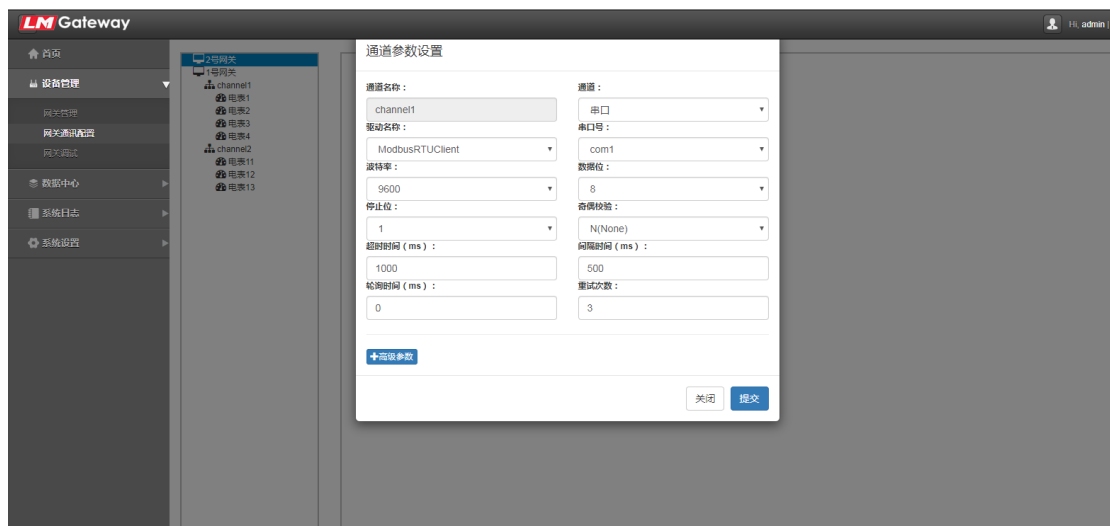 LM Gateway
Hi, admin |
首页
设备管理
网关管理
网关通讯配置
网关调试
数据中心
系统日志
系统设置
2号网关
1号网关
channel1
电表1
电表2
电表3
电表4
channel2
电表11
电表12
电表13
通道参数设置
通道名称： 通道：
channel1 串口
驱动名称： 串口号：
ModbusRTUClient com1
波特率： 数据位：
9600 8
停止位： 奇偶校验：
1 N(None)
超时时间（ms）： 间隔时间（ms）：
1000 500
轮询时间（ms）： 重试次数：
0 3
+高级参数
关闭 提交